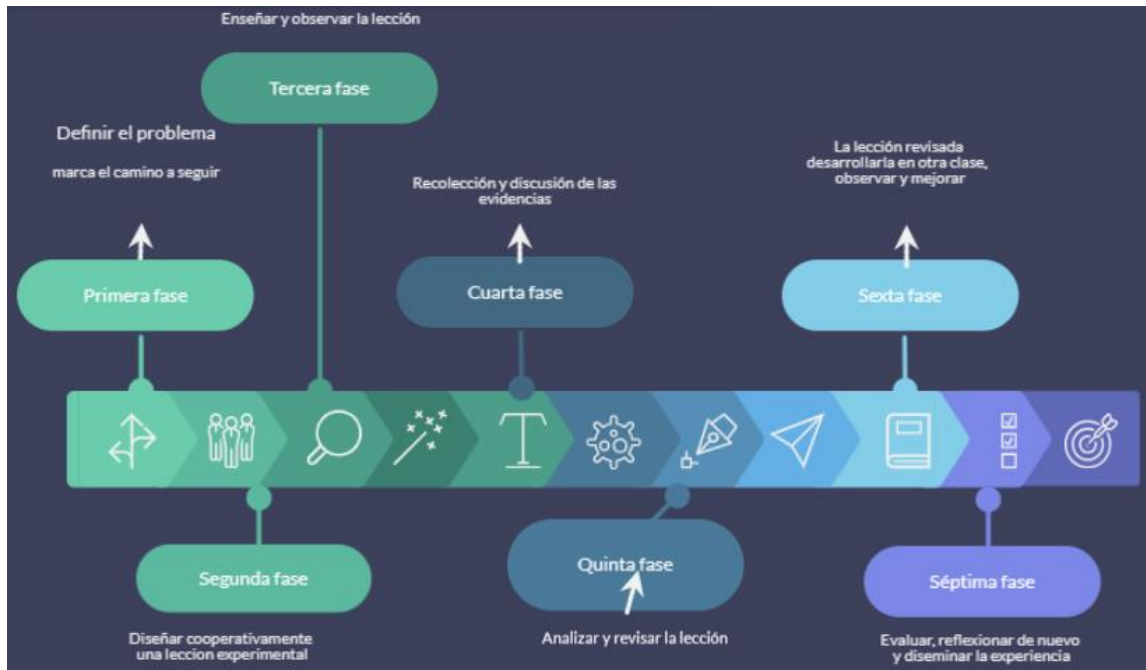 Definir el problema
marca el camino a seguir
Primera fase
Segunda fase
Diseñar cooperativamente
una leccion experimental
Enseñar y observar la lección
Tercera fase
Recolección y discusión de las
evidencias
Cuarta fase
Quinta fase
Analizar y revisar la lección
La lección revisada
desarrollarla en otra clase,
observar y mejorar
Sexta fase
Séptima fase
Evaluar, reflexionar de nuevo
y diseminar la experiencia